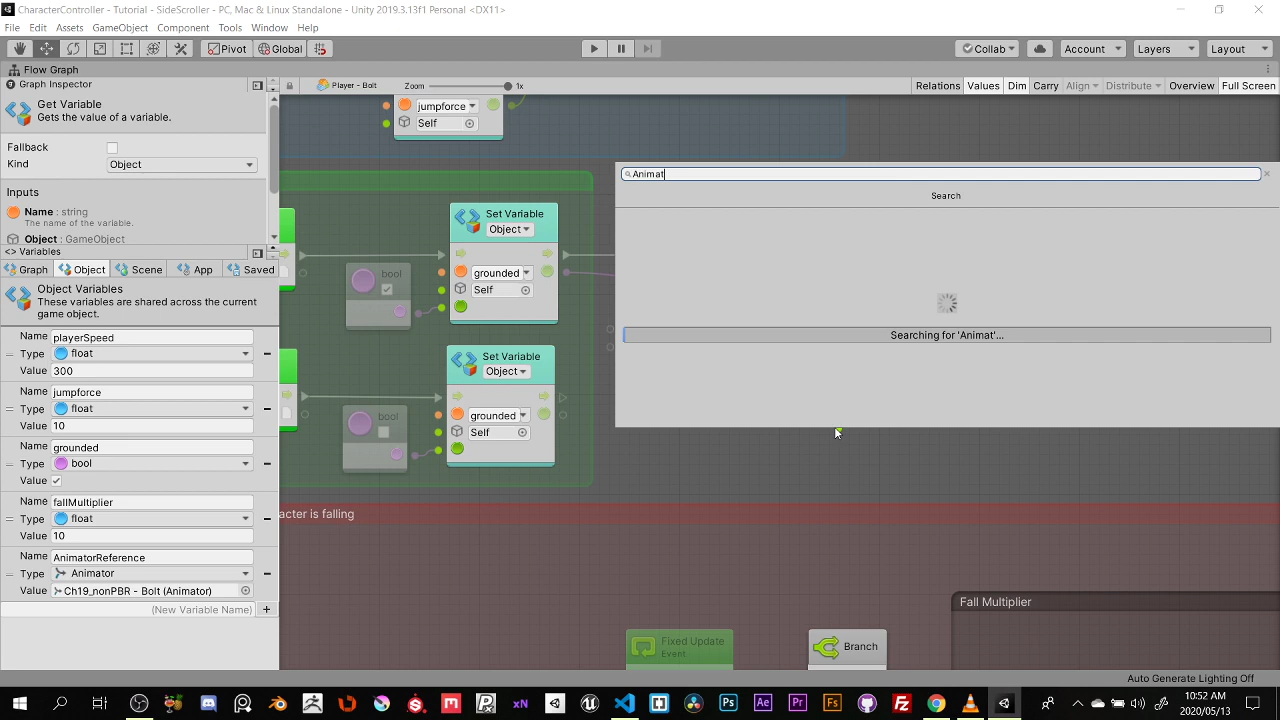 CharacterController - Tutorial - SideScroller - PC, Mac & Linux Standalone - Unity 2019.3.13f1 Personal <DX11>
File Edit Assets GameObject Component Tools Window Help
Pivot Global Collab Account Layers Layout
Flow Graph
Graph Inspector Player - Bolt Zoom 1x Relations Values Dim Carry Align Distribute Overview Full Screen
Get Variable
Gets the value of a variable.
Fallback
Kind Object
Inputs
Name : string
The name of the variable.
Object : GameObject
Variables
Graph Object Scene App Saved
Object Variables
These variables are shared across the current
game object.
Name playerSpeed
Type float
Value 300
Name jumpforce
Type float
Value 10
Name grounded
Type bool
Value
Name fallMultiplier
Type float
Value 10
Name AnimatorReference
Type Animator
Value Ch19_nonPBR - Bolt (Animator)
(New Variable Name)
jumpforce
Self
Set Variable
Object
bool
grounded
Self
Set Variable
Object
bool
grounded
Self
Animat
Search
Searching for 'Animat'...
acter is falling
Fall Multiplier
Fixed Update
Event
Branch
Auto Generate Lighting Off
10:52 AM
2020/05/13